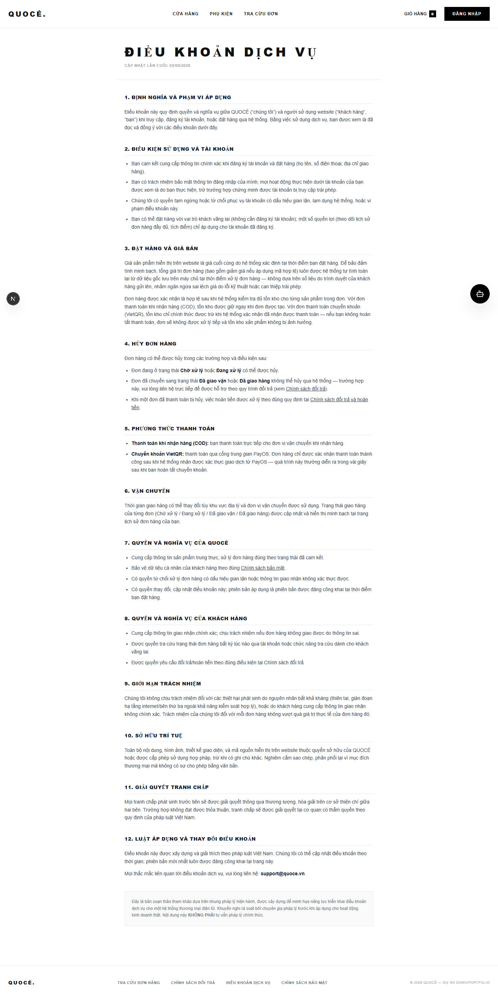 QUOCÉ.
CỬA HÀNG
PHỤ KIỆN
TRA CỨU ĐƠN
GIỎ HÀNG 0
ĐĂNG NHẬP
ĐIỀU KHOẢN DỊCH VỤ
CẬP NHẬT LẦN CUỐI: 02/09/2026
1. ĐỊNH NGHĨA VÀ PHẠM VI ÁP DỤNG
Điều khoản này quy định quyền và nghĩa vụ giữa QUOCÉ (“chúng tôi”) và người sử dụng website (“khách hàng”,
“bạn”) khi truy cập, đăng ký tài khoản, hoặc đặt hàng qua hệ thống. Bằng việc sử dụng dịch vụ, bạn được xem là đã
đọc và đồng ý với các điều khoản dưới đây.
2. ĐIỀU KIỆN SỬ DỤNG VÀ TÀI KHOẢN
• Bạn cam kết cung cấp thông tin chính xác khi đăng ký tài khoản và đặt hàng (họ tên, số điện thoại, địa chỉ giao
hàng).
• Bạn có trách nhiệm bảo mật thông tin đăng nhập của mình; mọi hoạt động thực hiện dưới tài khoản của bạn
được xem là do bạn thực hiện, trừ trường hợp chứng minh được tài khoản bị truy cập trái phép.
• Chúng tôi có quyền tạm ngừng hoặc từ chối phục vụ tài khoản có dấu hiệu gian lận, lạm dụng hệ thống, hoặc vi
phạm điều khoản này.
• Bạn có thể đặt hàng với vai trò khách vãng lai (không cần đăng ký tài khoản); một số quyền lợi (theo dõi lịch sử
đơn hàng đầy đủ, tích điểm) chỉ áp dụng cho tài khoản đã đăng ký.
3. ĐẶT HÀNG VÀ GIÁ BÁN
Giá sản phẩm hiển thị trên website là giá cuối cùng do hệ thống xác định tại thời điểm bạn đặt hàng. Để bảo đảm
tính minh bạch, tổng giá trị đơn hàng (bao gồm giảm giá nếu áp dụng mã hợp lệ) luôn được hệ thống tự tính toán
lại từ dữ liệu gốc lưu trên máy chủ tại thời điểm xử lý đơn hàng — không dựa trên số liệu do trình duyệt của khách
hàng gửi lên, nhằm ngăn ngừa sai lệch giá do lỗi kỹ thuật hoặc can thiệp trái phép.
Đơn hàng được xác nhận là hợp lệ sau khi hệ thống kiểm tra đủ tồn kho cho từng sản phẩm trong đơn. Với đơn
thanh toán khi nhận hàng (COD), tồn kho được giữ ngay khi đơn được tạo. Với đơn thanh toán chuyển khoản
(VietQR), tồn kho chỉ chính thức được trừ khi hệ thống xác nhận đã nhận được thanh toán — nếu bạn không hoàn
tất thanh toán, đơn sẽ không được xử lý tiếp và tồn kho sản phẩm không bị ảnh hưởng.
4. HỦY ĐƠN HÀNG
Đơn hàng có thể được hủy trong các trường hợp và điều kiện sau:
• Đơn đang ở trạng thái Chờ xử lý hoặc Đang xử lý có thể được hủy.
• Đơn đã chuyển sang trạng thái Đã giao vận hoặc Đã giao hàng không thể hủy qua hệ thống — trường hợp
này, vui lòng liên hệ trực tiếp để được hỗ trợ theo quy trình đổi trả (xem Chính sách đổi trả).
• Khi một đơn đã thanh toán bị hủy, việc hoàn tiền được xử lý theo đúng quy định tại Chính sách đổi trả và hoàn
tiền.
5. PHƯƠNG THỨC THANH TOÁN
• Thanh toán khi nhận hàng (COD): bạn thanh toán trực tiếp cho đơn vị vận chuyển khi nhận hàng.
• Chuyển khoản VietQR: thanh toán qua cổng trung gian PayOS. Đơn hàng chỉ được xác nhận thanh toán thành
công sau khi hệ thống nhận được xác thực giao dịch từ PayOS — quá trình này thường diễn ra trong vài giây
sau khi bạn hoàn tất chuyển khoản.
6. VẬN CHUYỂN
Thời gian giao hàng có thể thay đổi tùy khu vực địa lý và đơn vị vận chuyển được sử dụng. Trạng thái giao hàng
của từng đơn (Chờ xử lý / Đang xử lý / Đã giao vận / Đã giao hàng) được cập nhật và hiển thị minh bạch tại trang
lịch sử đơn hàng của bạn.
7. QUYỀN VÀ NGHĨA VỤ CỦA QUOCÉ
• Cung cấp thông tin sản phẩm trung thực, xử lý đơn hàng đúng theo trạng thái đã cam kết.
• Bảo vệ dữ liệu cá nhân của khách hàng theo đúng Chính sách bảo mật.
• Có quyền từ chối xử lý đơn hàng có dấu hiệu gian lận hoặc thông tin giao nhận không xác thực được.
• Có quyền thay đổi, cập nhật điều khoản này; phiên bản áp dụng là phiên bản được đăng công khai tại thời điểm
bạn đặt hàng.
8. QUYỀN VÀ NGHĨA VỤ CỦA KHÁCH HÀNG
• Cung cấp thông tin giao nhận chính xác; chịu trách nhiệm nếu đơn hàng không giao được do thông tin sai.
• Được quyền tra cứu trạng thái đơn hàng bất kỳ lúc nào qua tài khoản hoặc chức năng tra cứu dành cho khách
vãng lai.
• Được quyền yêu cầu đổi trả/hoàn tiền theo đúng điều kiện tại Chính sách đổi trả.
9. GIỚI HẠN TRÁCH NHIỆM
Chúng tôi không chịu trách nhiệm đối với các thiệt hại phát sinh do nguyên nhân bất khả kháng (thiên tai, gián đoạn
hạ tầng internet/bên thứ ba ngoài khả năng kiểm soát hợp lý), hoặc do khách hàng cung cấp thông tin giao nhận
không chính xác. Trách nhiệm của chúng tôi đối với mỗi đơn hàng không vượt quá giá trị thực tế của đơn hàng đó.
10. SỞ HỮU TRÍ TUỆ
Toàn bộ nội dung, hình ảnh, thiết kế giao diện, và mã nguồn hiển thị trên website thuộc quyền sở hữu của QUOCÉ
hoặc được cấp phép sử dụng hợp pháp, trừ khi có ghi chú khác. Nghiêm cấm sao chép, phân phối lại vì mục đích
thương mại mà không có sự cho phép bằng văn bản.
11. GIẢI QUYẾT TRANH CHẤP
Mọi tranh chấp phát sinh trước tiên sẽ được giải quyết thông qua thương lượng, hòa giải trên cơ sở thiện chí giữa
hai bên. Trường hợp không đạt được thỏa thuận, tranh chấp sẽ được giải quyết tại cơ quan có thẩm quyền theo
quy định của pháp luật Việt Nam.
12. LUẬT ÁP DỤNG VÀ THAY ĐỔI ĐIỀU KHOẢN
Điều khoản này được xây dựng và giải thích theo pháp luật Việt Nam. Chúng tôi có thể cập nhật điều khoản theo
thời gian; phiên bản mới nhất luôn được đăng công khai tại trang này.
Mọi thắc mắc liên quan tới điều khoản dịch vụ, vui lòng liên hệ: support@quoce.vn.
Đây là bản soạn thảo tham khảo dựa trên khung pháp lý hiện hành, được xây dựng để minh họa năng lực triển khai điều khoản
dịch vụ cho một hệ thống thương mại điện tử. Khuyến nghị rà soát bởi chuyên gia pháp lý trước khi áp dụng cho hoạt động
kinh doanh thật. Nội dung này KHÔNG PHẢI tư vấn pháp lý chính thức.
QUOCÉ.
TRA CỨU ĐƠN HÀNG
CHÍNH SÁCH ĐỔI TRẢ
ĐIỀU KHOẢN DỊCH VỤ
CHÍNH SÁCH BẢO MẬT
© 2026 QUOCÉ — DỰ ÁN DEMO/PORTFOLIO